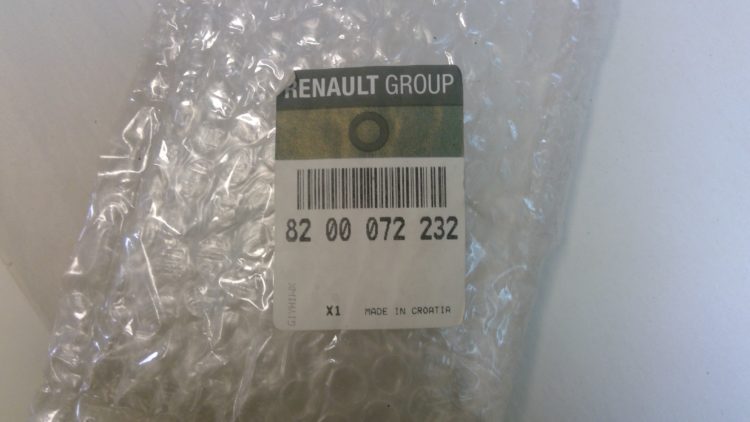 RENAULT GROUP
82 00 072 232
X1 MADE IN CROATIA